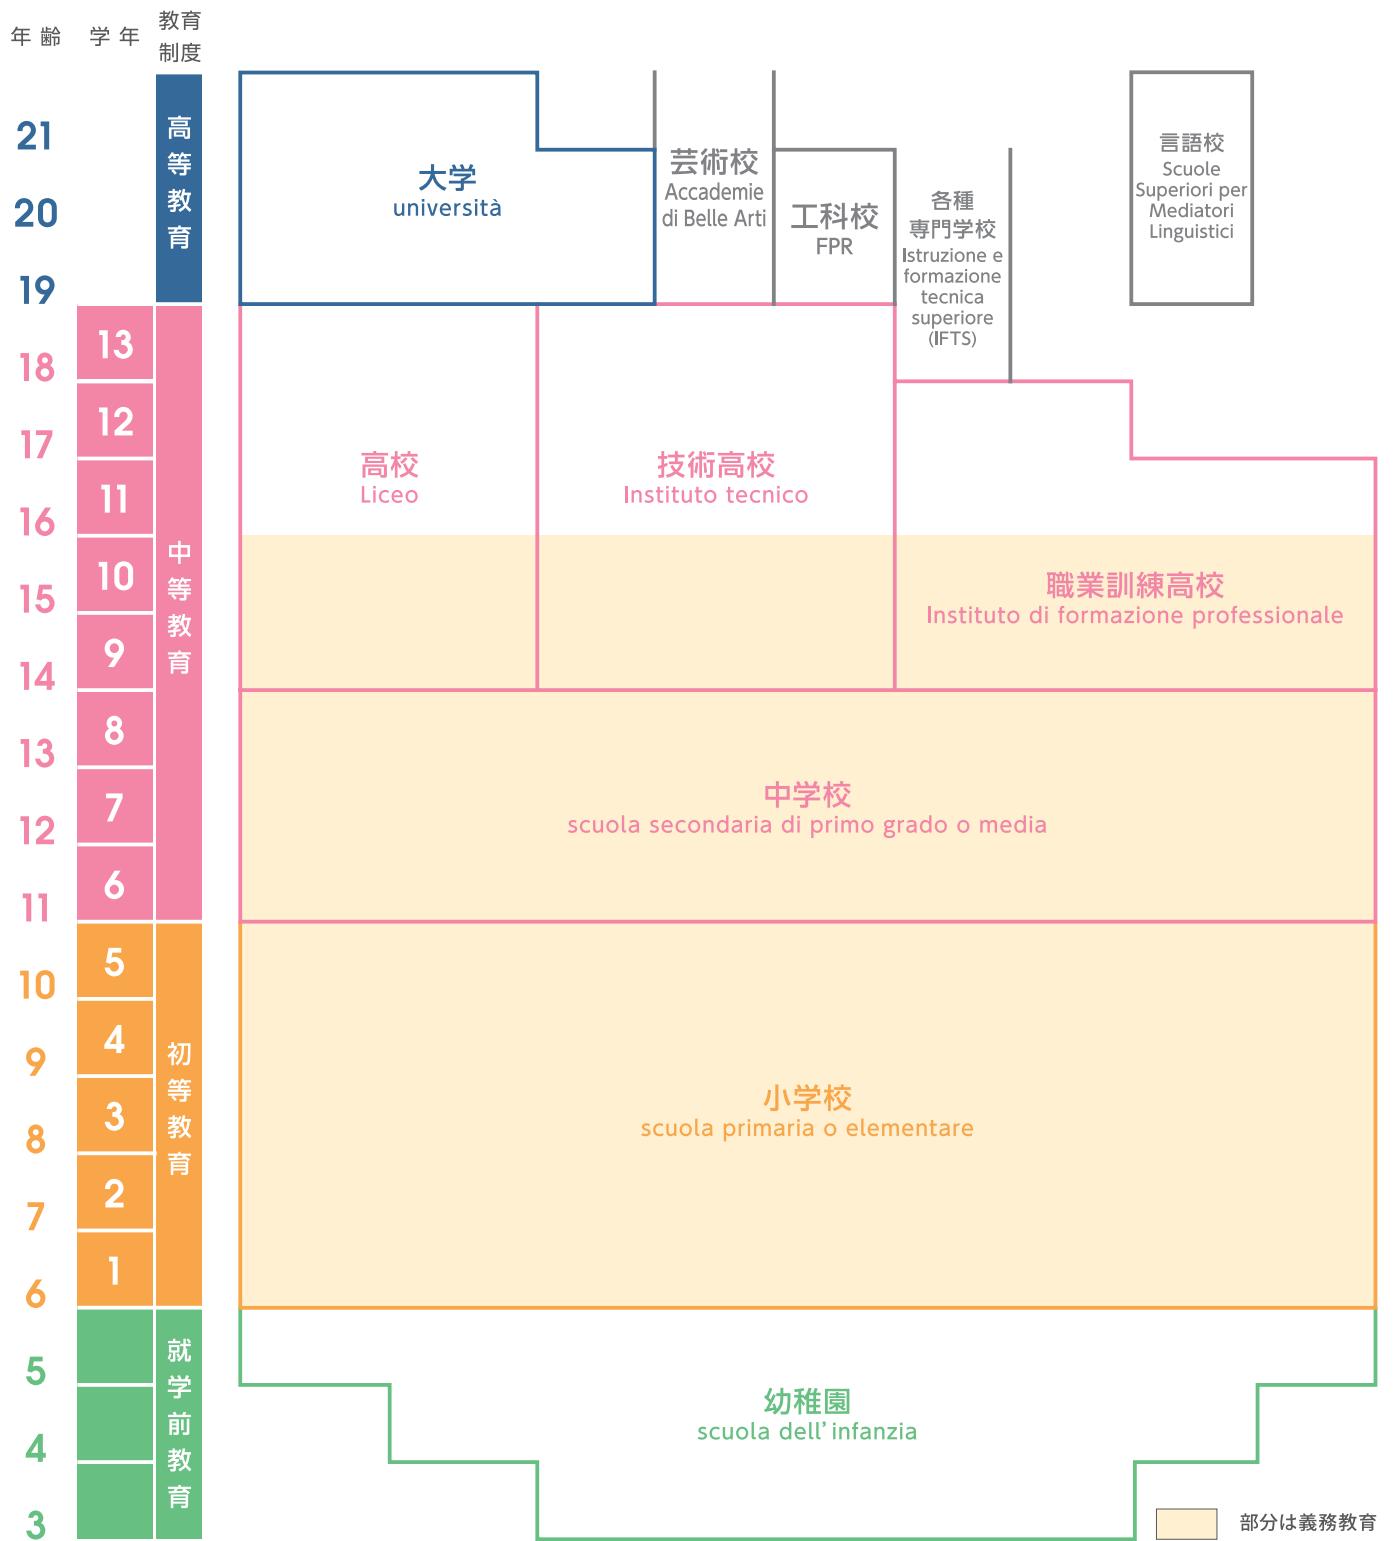 年齢
学年
教育
制度
21
20
19
18
17
16
15
14
13
12
11
10
9
8
7
6
5
4
3
13
12
11
10
9
8
7
6
5
4
3
2
1
高等教育
中等教育
初等教育
就学前教育
大学
università
芸術校
Accademie
di Belle Arti
工科校
FPR
各種
専門学校
Istruzione e
formazione
tecnica
superiore
(IFTS)
言語校
Scuole
Superiori per
Mediatori
Linguistici
高校
Liceo
技術高校
Instituto tecnico
職業訓練高校
Instituto di formazione professionale
中学校
scuola secondaria di primo grado o media
小学校
scuola primaria o elementare
幼稚園
scuola dell’infanzia
部分は義務教育